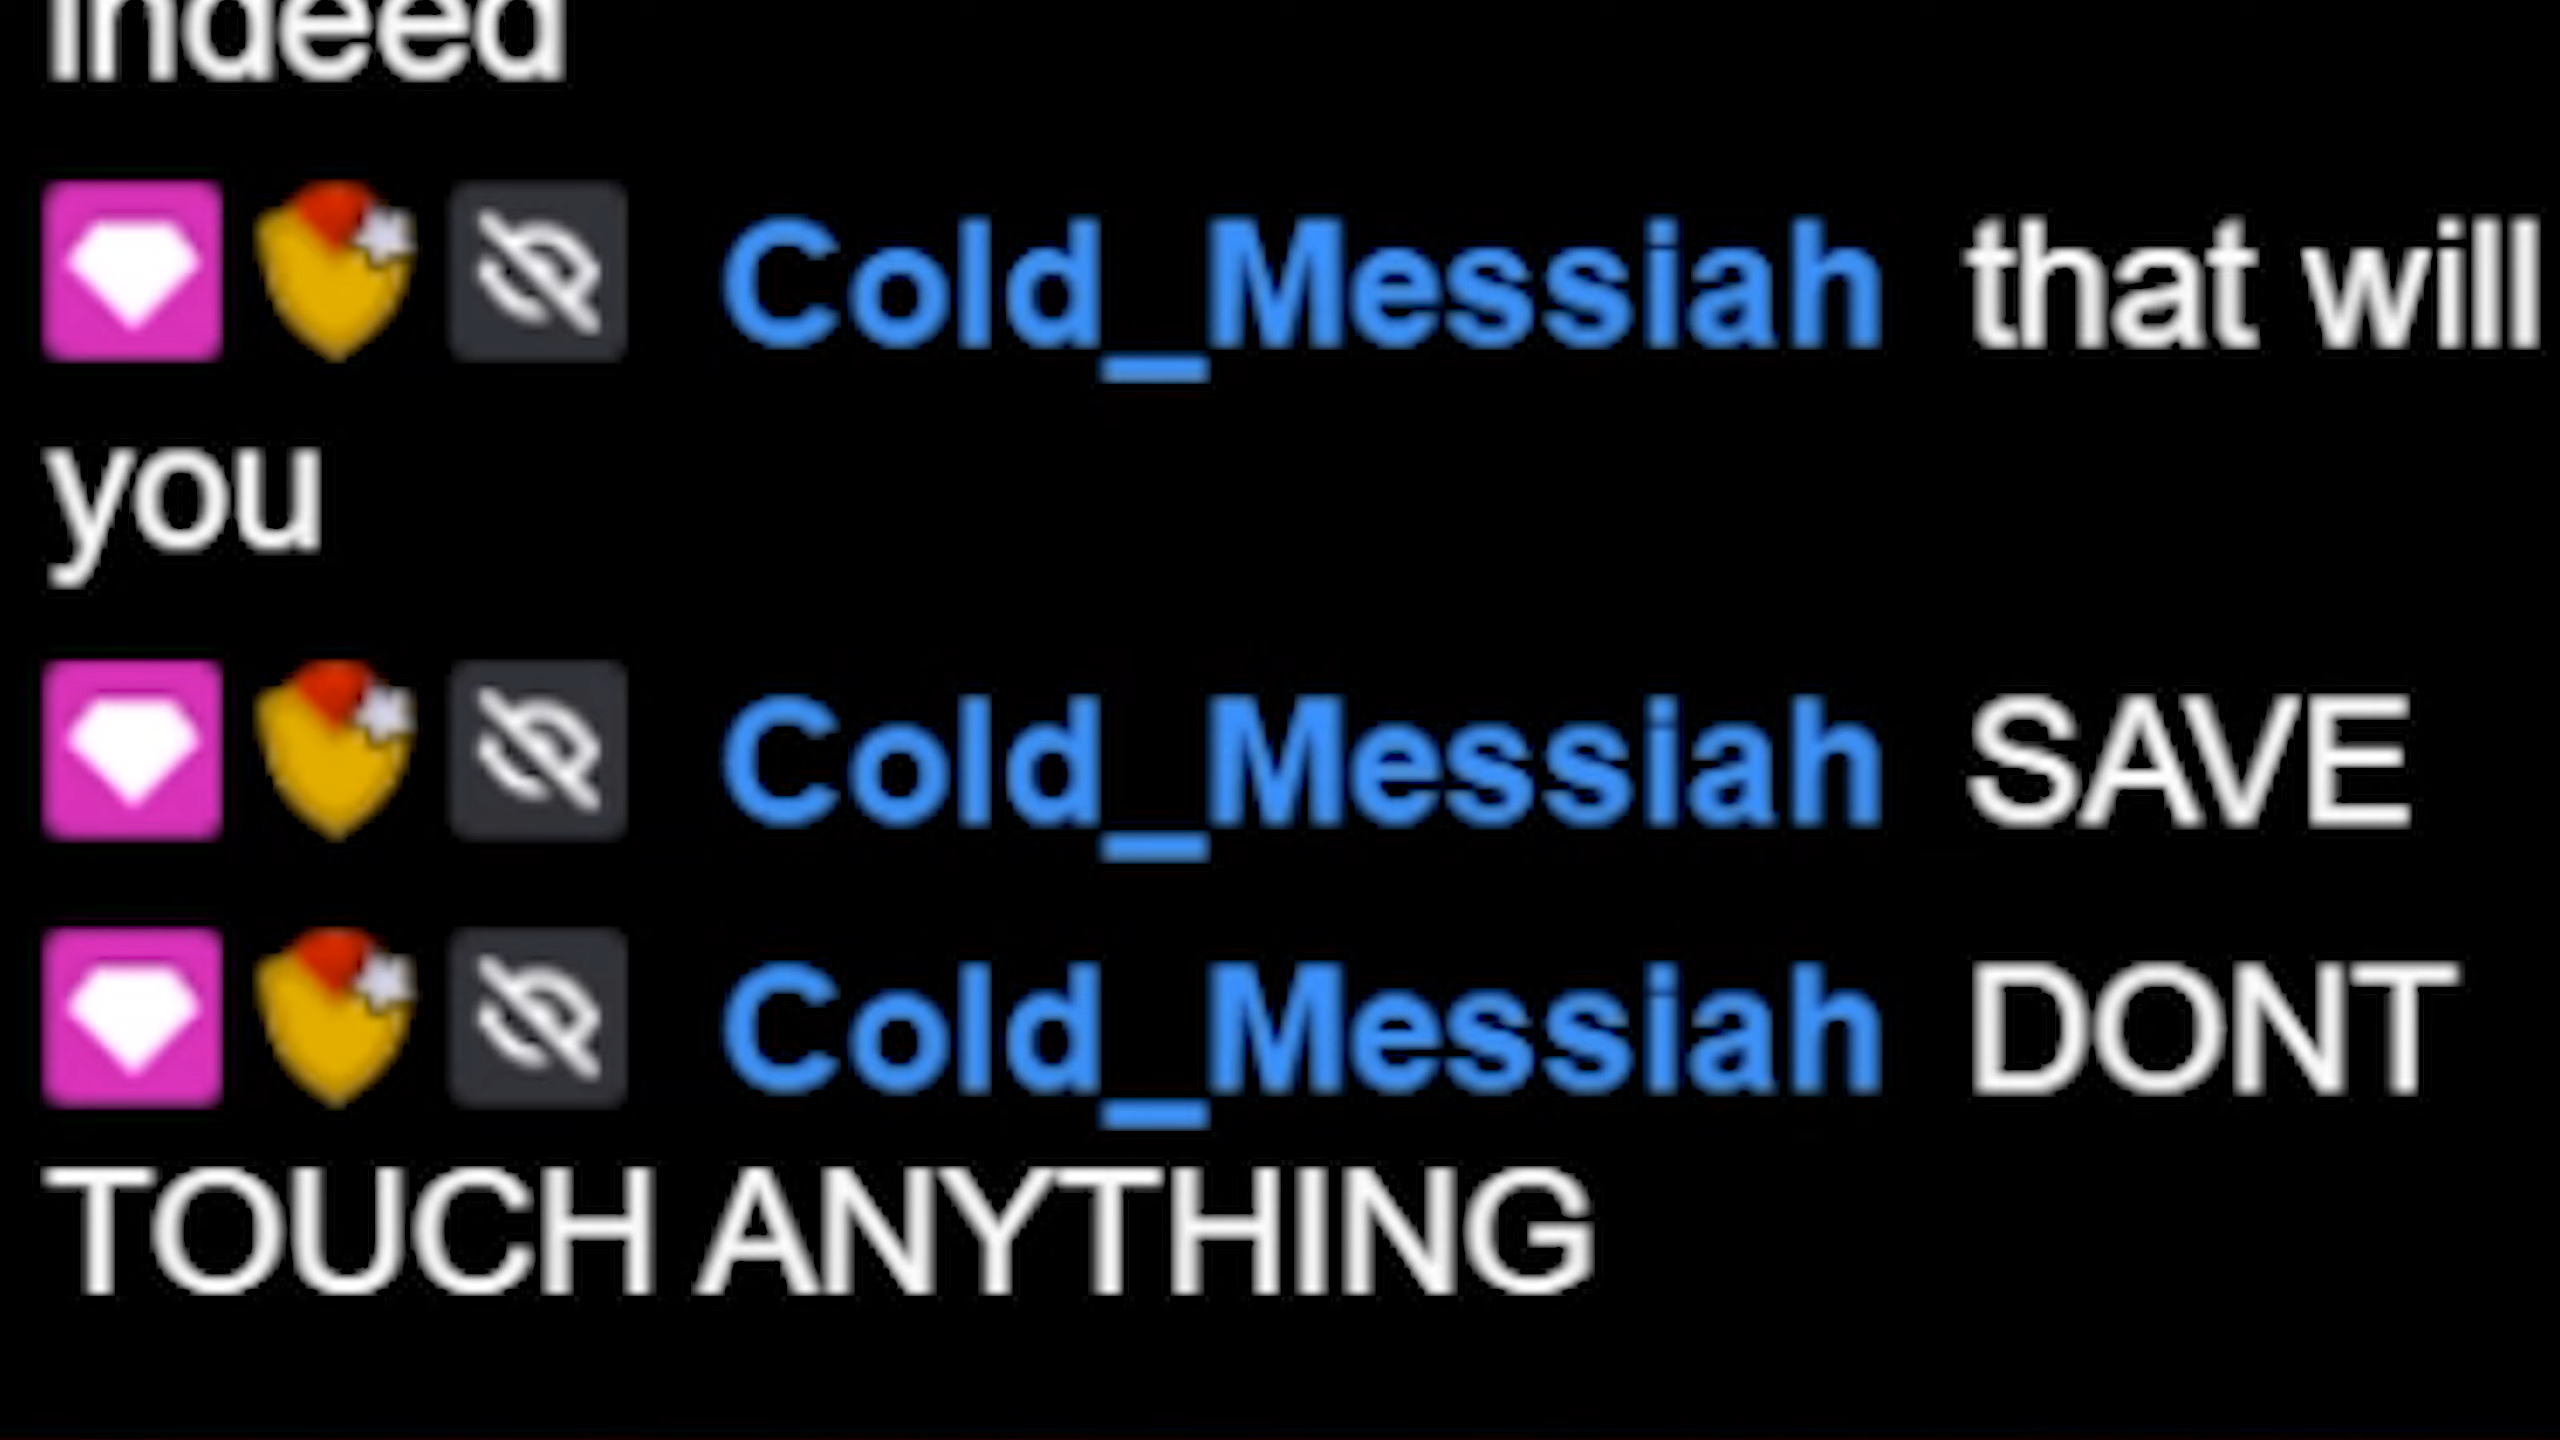 Indeed
Cold_Messiah that will
you
Cold_Messiah SAVE
Cold_Messiah DONT
TOUCH ANYTHING